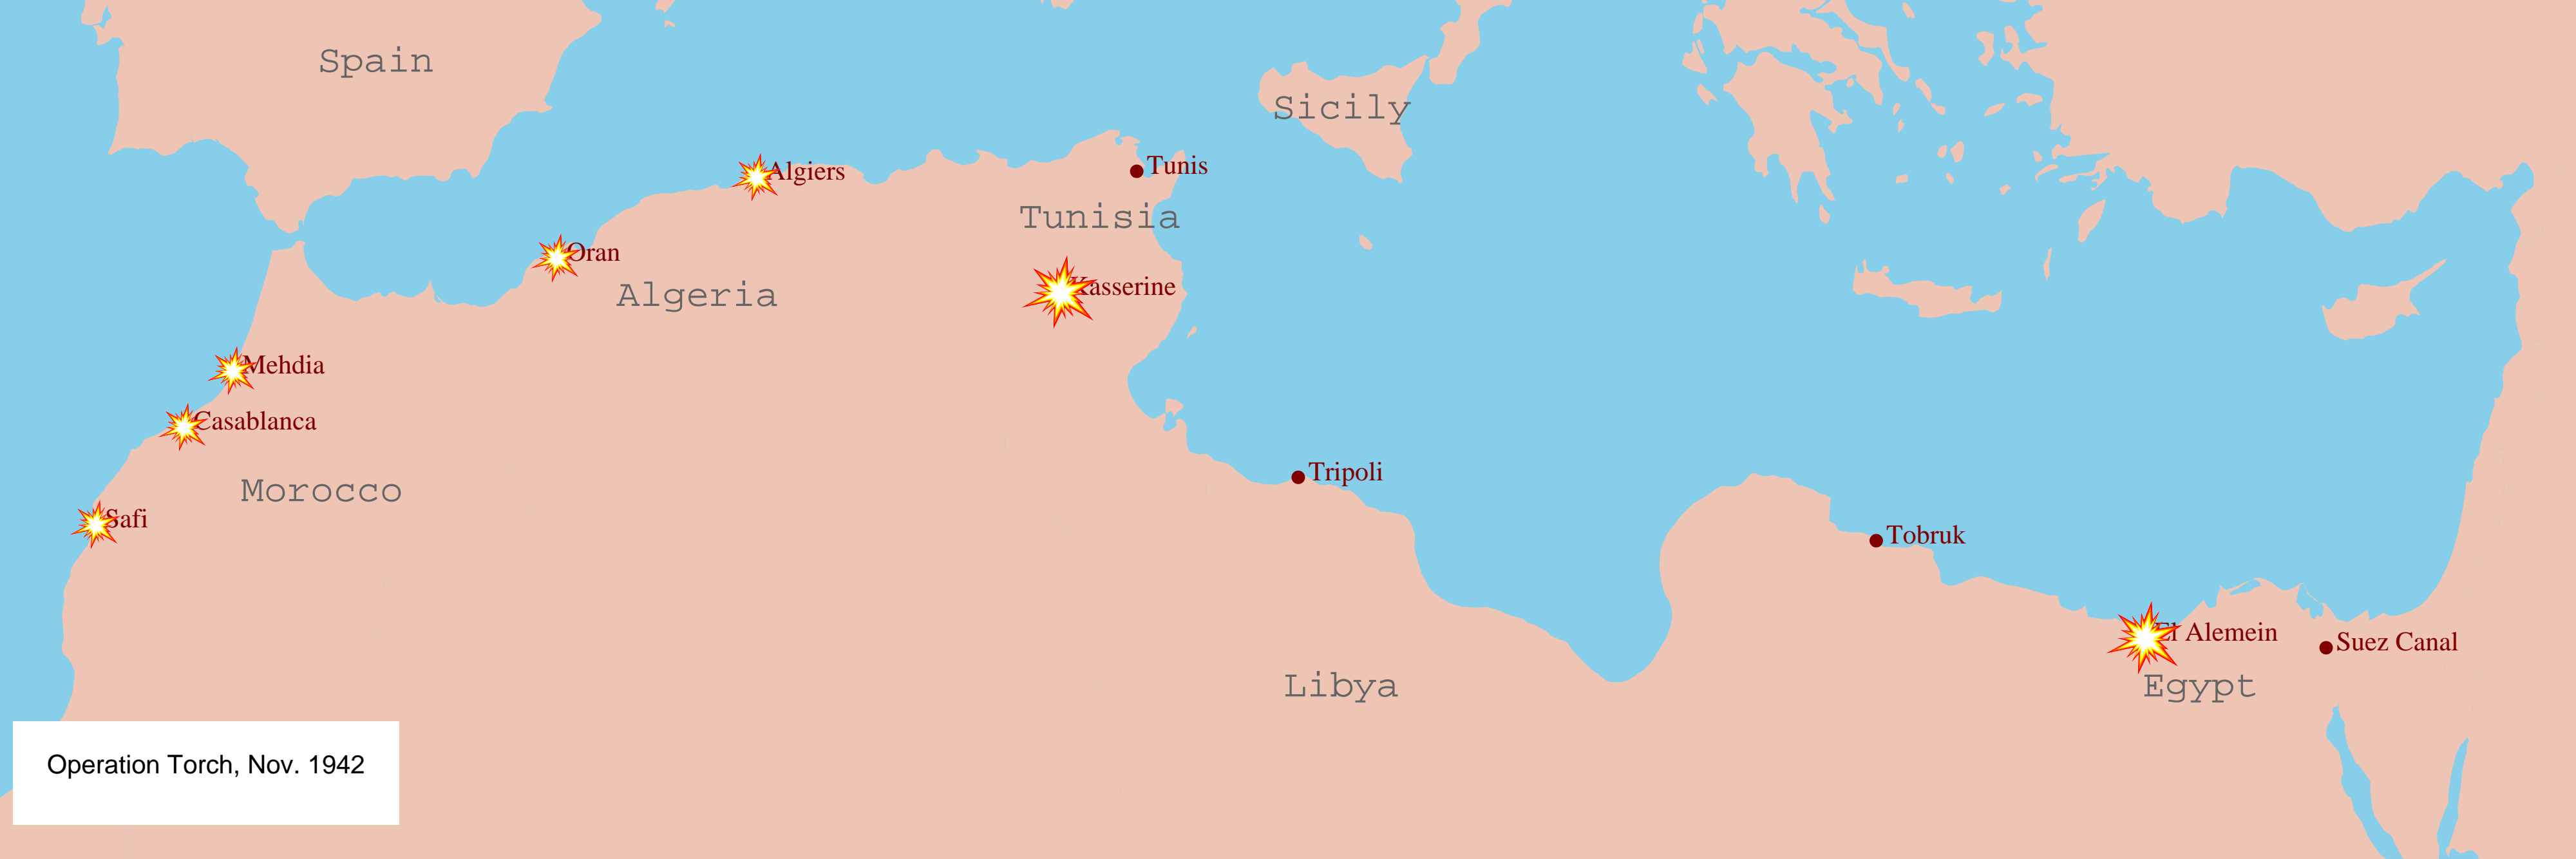 Spain
Sicily
Algiers
Tunis
Tunisia
Oran
Algeria
Kasserine
Mehdia
Casablanca
Morocco
Tripoli
Safi
Tobruk
El Alemein
Suez Canal
Libya
Egypt
Operation Torch, Nov. 1942